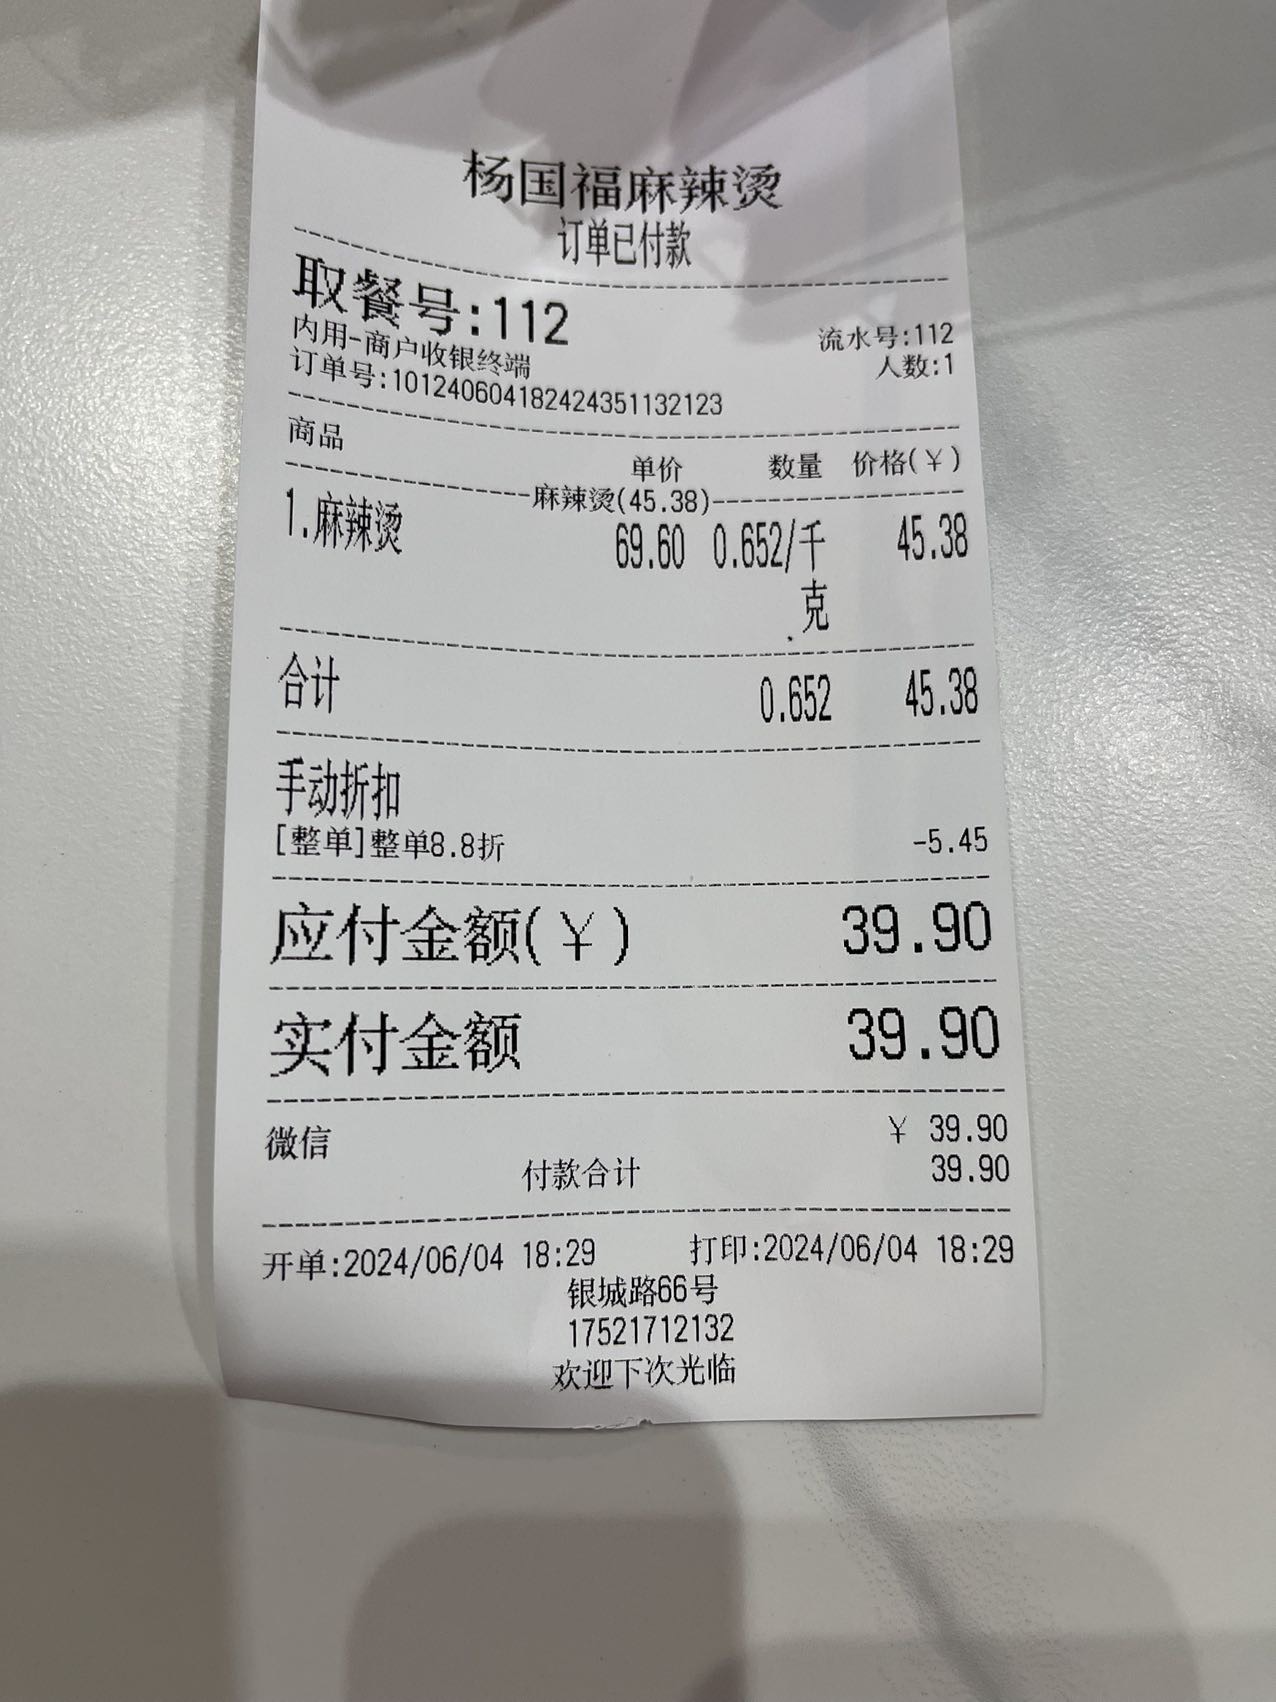 杨国福麻辣烫
订单已付款
取餐号:112
内用-商户收银终端 流水号:112
订单号:101240604182424351132123 人数:1
商品 单价 数量 价格(￥)
麻辣烫(45.38)
1.麻辣烫 69.60 0.652/千克 45.38
合计 0.652 45.38
手动折扣
[整单]整单8.8折 -5.45
应付金额(￥) 39.90
实付金额 39.90
微信 ￥ 39.90
付款合计 39.90
开单:2024/06/04 18:29 打印:2024/06/04 18:29
银城路66号
17521712132
欢迎下次光临